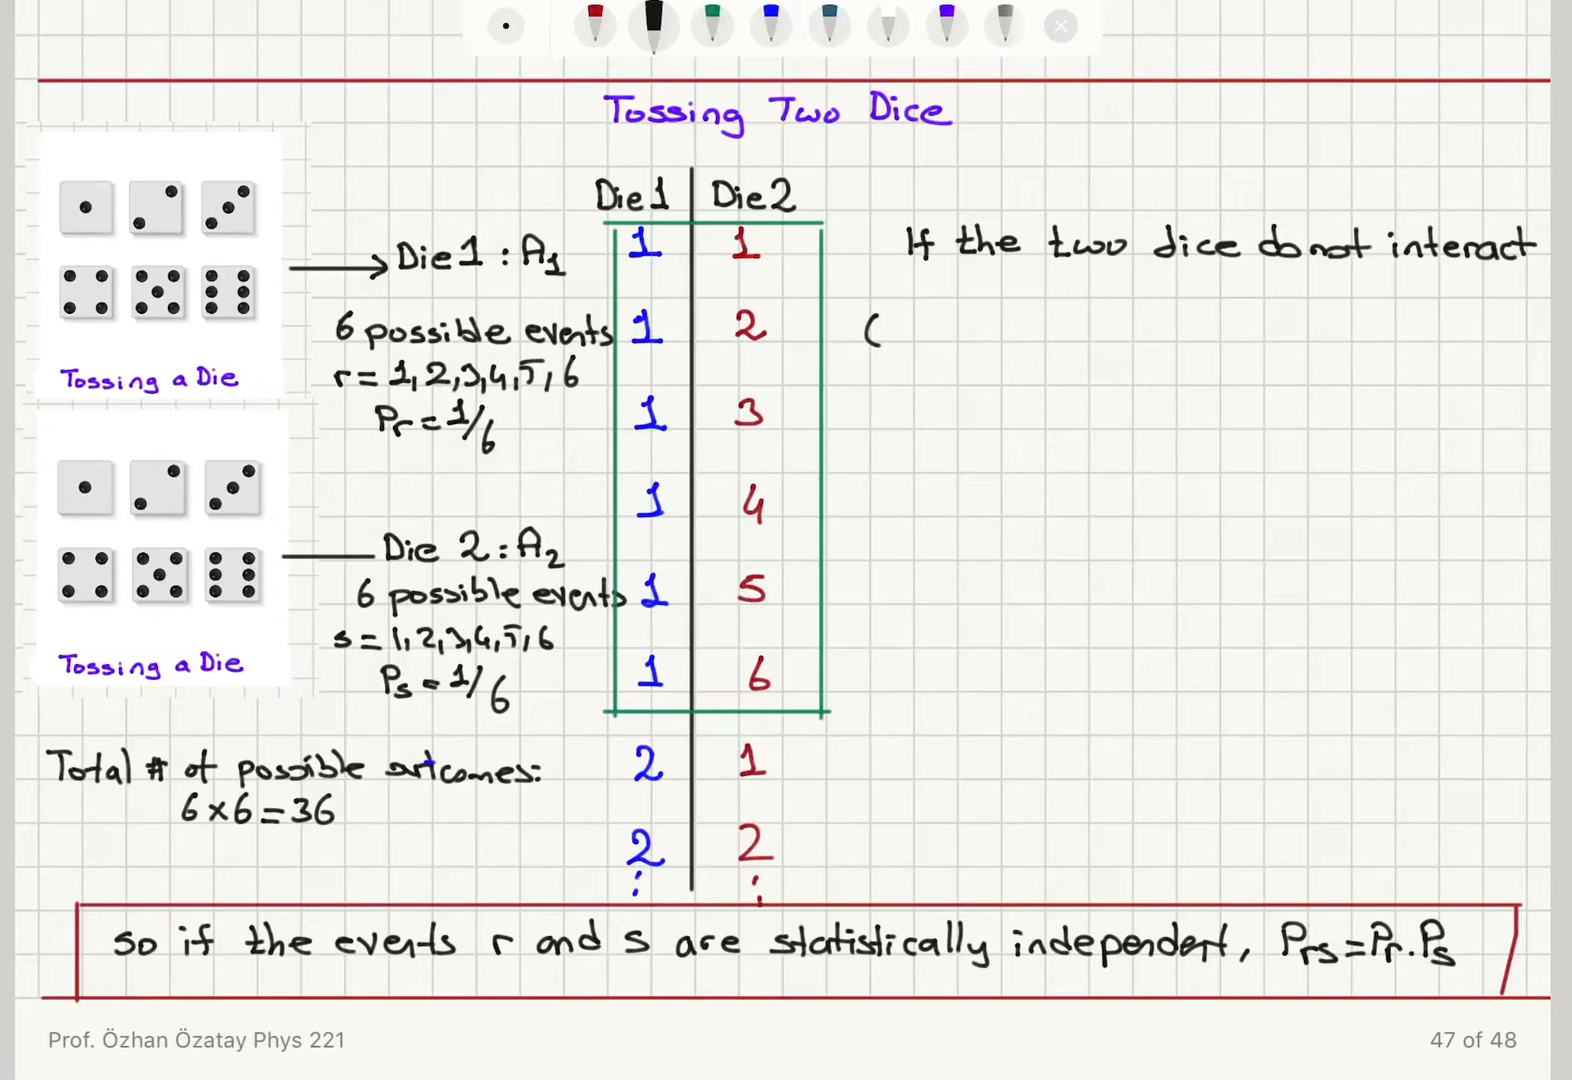 Tossing Two Dice
Tossing a Die
Die 1 : A1
6 possible events
r = 1, 2, 3, 4, 5, 6
Pr = 1/6
Tossing a Die
Die 2 : A2
6 possible events
s = 1, 2, 3, 4, 5, 6
Ps = 1/6
Total # of possible outcomes:
6 x 6 = 36
Die 1 Die 2
1 1
1 2
1 3
1 4
1 5
1 6
2 1
2 2
⋮ ⋮
If the two dice do not interact
(
so if the events r and s are statistically independent, Prs = Pr . Ps
Prof. Özhan Özatay Phys 221
47 of 48